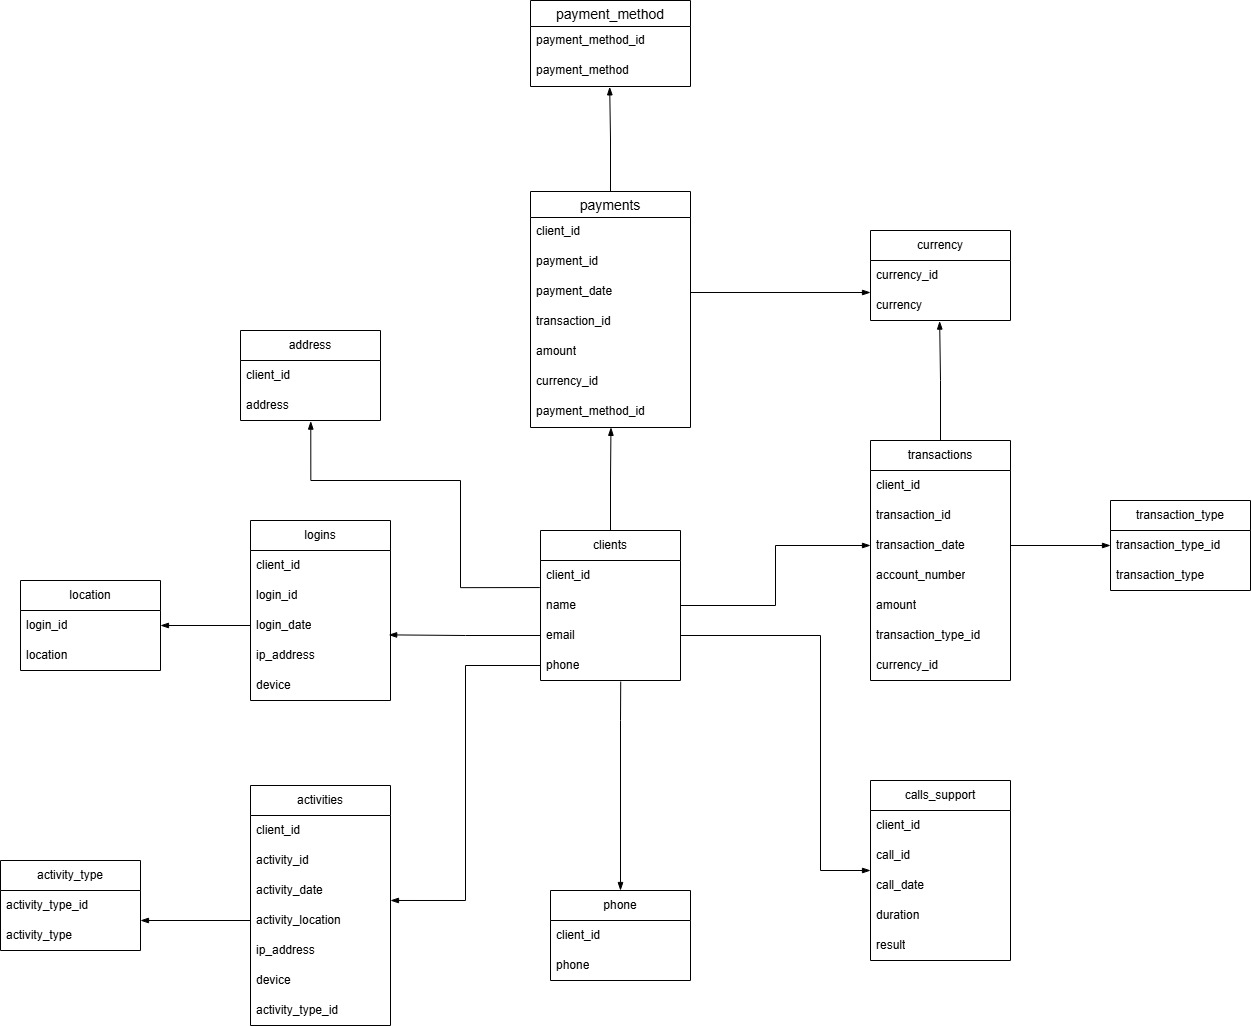 payment_method
payment_method_id
payment_method
payments
client_id
payment_id
payment_date
transaction_id
amount
currency_id
payment_method_id
currency
currency_id
currency
address
client_id
address
transactions
client_id
transaction_id
transaction_date
account_number
amount
transaction_type_id
currency_id
transaction_type
transaction_type_id
transaction_type
logins
client_id
login_id
login_date
ip_address
device
clients
client_id
name
email
phone
location
login_id
location
calls_support
client_id
call_id
call_date
duration
result
activities
client_id
activity_id
activity_date
activity_location
ip_address
device
activity_type_id
activity_type
activity_type_id
activity_type
phone
client_id
phone